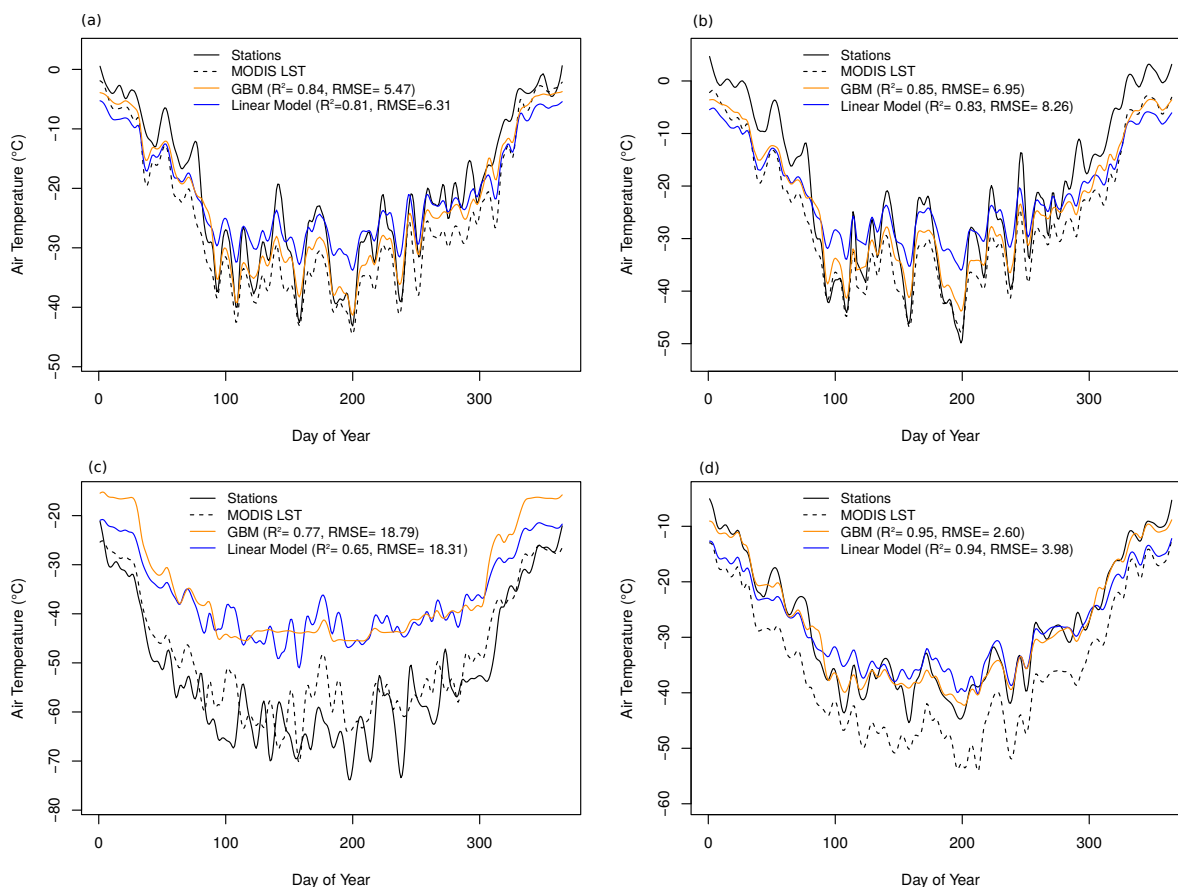 (a)
Stations
MODIS LST
GBM (R²= 0.84, RMSE= 5.47)
Linear Model (R²=0.81, RMSE=6.31
0
−10
−20
−30
−40
−50
Air Temperature (°C)
0 100 200 300
Day of Year
(b)
Stations
MODIS LST
GBM (R²= 0.85, RMSE= 6.95)
Linear Model (R²= 0.83, RMSE= 8.26)
0
−10
−20
−30
−40
−50
Air Temperature (°C)
0 100 200 300
Day of Year
(c)
Stations
MODIS LST
GBM (R²= 0.77, RMSE= 18.79)
Linear Model (R²= 0.65, RMSE= 18.31)
−20
−30
−40
−50
−60
−70
−80
Air Temperature (°C)
0 100 200 300
Day of Year
(d)
Stations
MODIS LST
GBM (R²= 0.95, RMSE= 2.60)
Linear Model (R²= 0.94, RMSE= 3.98)
−10
−20
−30
−40
−50
−60
Air Temperature (°C)
0 100 200 300
Day of Year